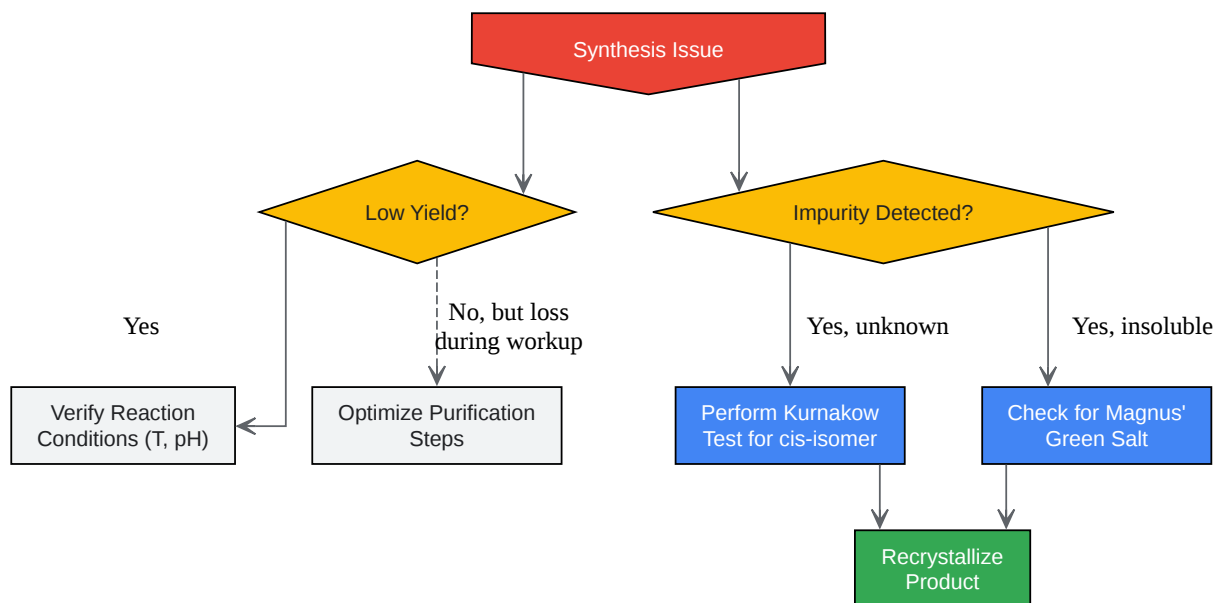 Synthesis Issue
Low Yield?
Impurity Detected?
Yes
No, but loss
during workup
Yes, unknown
Yes, insoluble
Verify Reaction
Conditions (T, pH)
Optimize Purification
Steps
Perform Kurnakow
Test for cis-isomer
Check for Magnus'
Green Salt
Recrystallize
Product